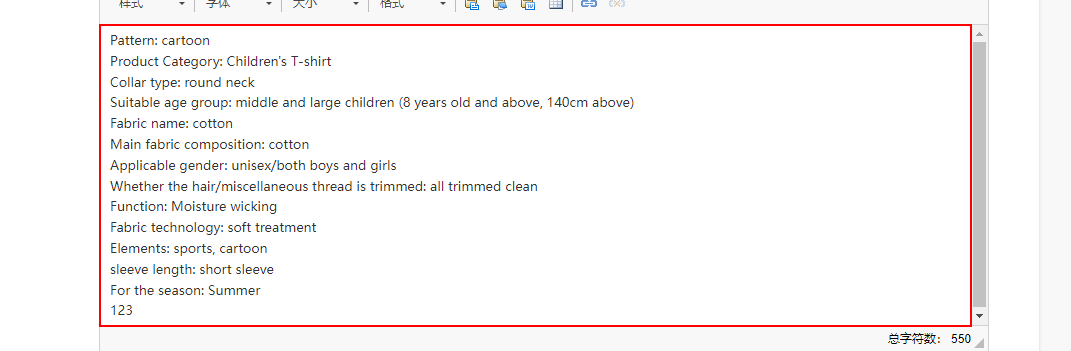 样式 字体 大小 格式
Pattern: cartoon
Product Category: Children's T-shirt
Collar type: round neck
Suitable age group: middle and large children (8 years old and above, 140cm above)
Fabric name: cotton
Main fabric composition: cotton
Applicable gender: unisex/both boys and girls
Whether the hair/miscellaneous thread is trimmed: all trimmed clean
Function: Moisture wicking
Fabric technology: soft treatment
Elements: sports, cartoon
sleeve length: short sleeve
For the season: Summer
123
总字符数: 550